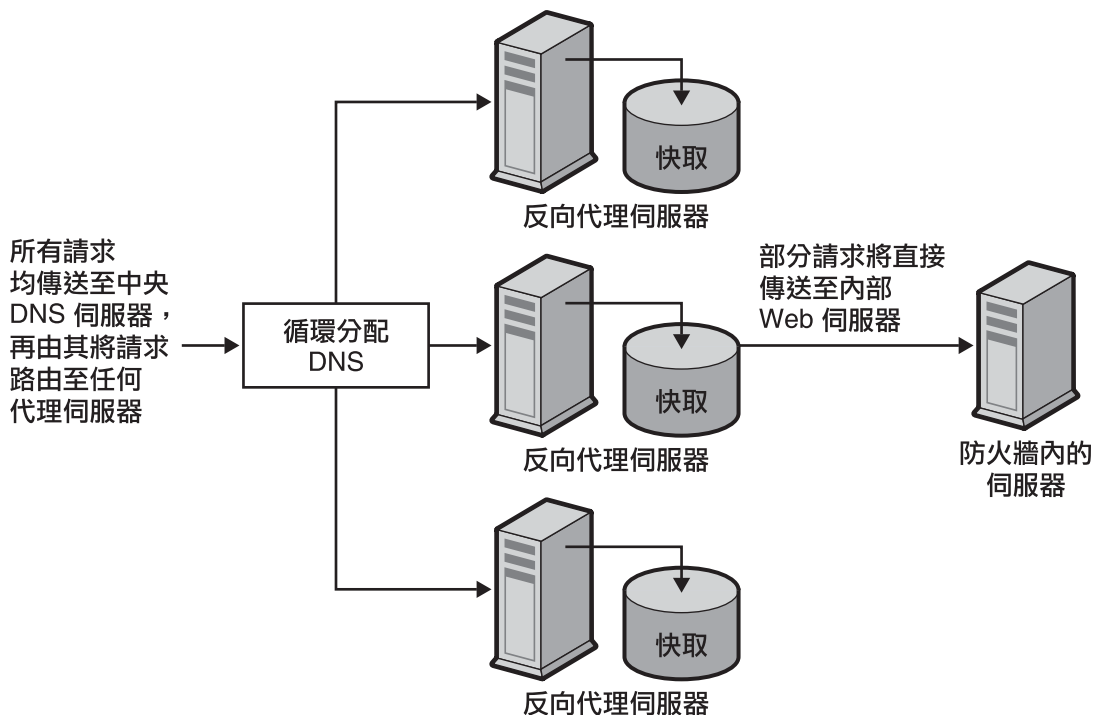 所有請求
均傳送至中央
DNS 伺服器，
再由其將請求
路由至任何
代理伺服器
循環分配
DNS
快取
反向代理伺服器
快取
反向代理伺服器
快取
反向代理伺服器
部分請求將直接
傳送至內部
Web 伺服器
防火牆內的
伺服器